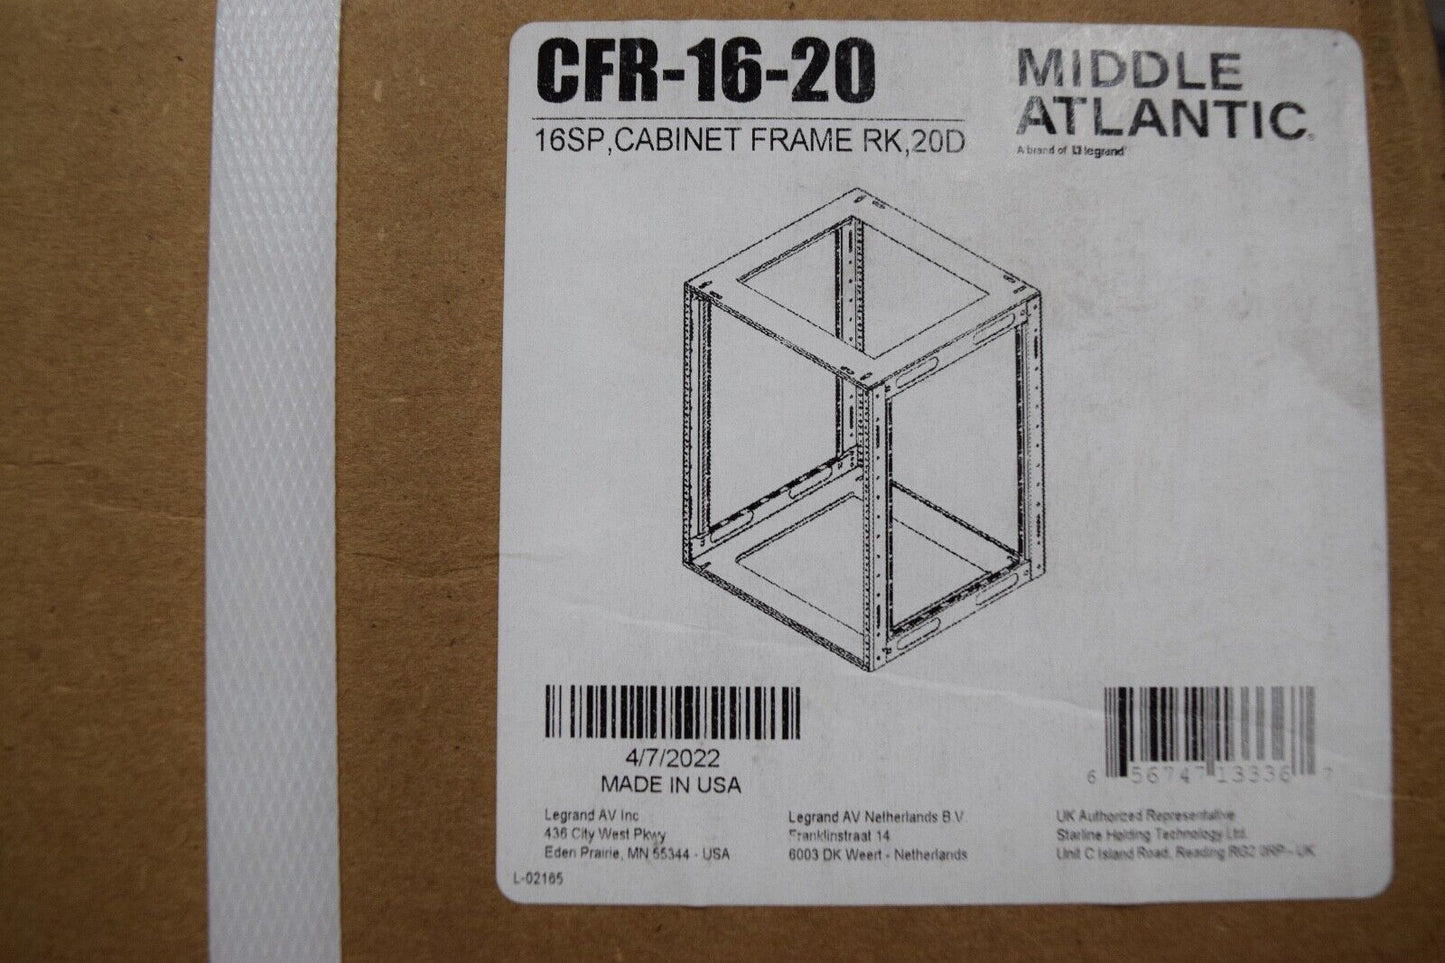 CFR-16-20
16SP,CABINET FRAME RK,20D
MIDDLE
ATLANTIC
A brand of legrand
4/7/2022
MADE IN USA
6 56747 13336 7
Legrand AV Inc
436 City West Pkwy
Eden Prairie, MN 55344 - USA
Legrand AV Netherlands B.V
Franklinstraat 14
6003 DK Weert - Netherlands
UK Authorized Representative
Starline Holding Technology Ltd.
Unit C Island Road, Reading RG2 0RP - UK
L-02165